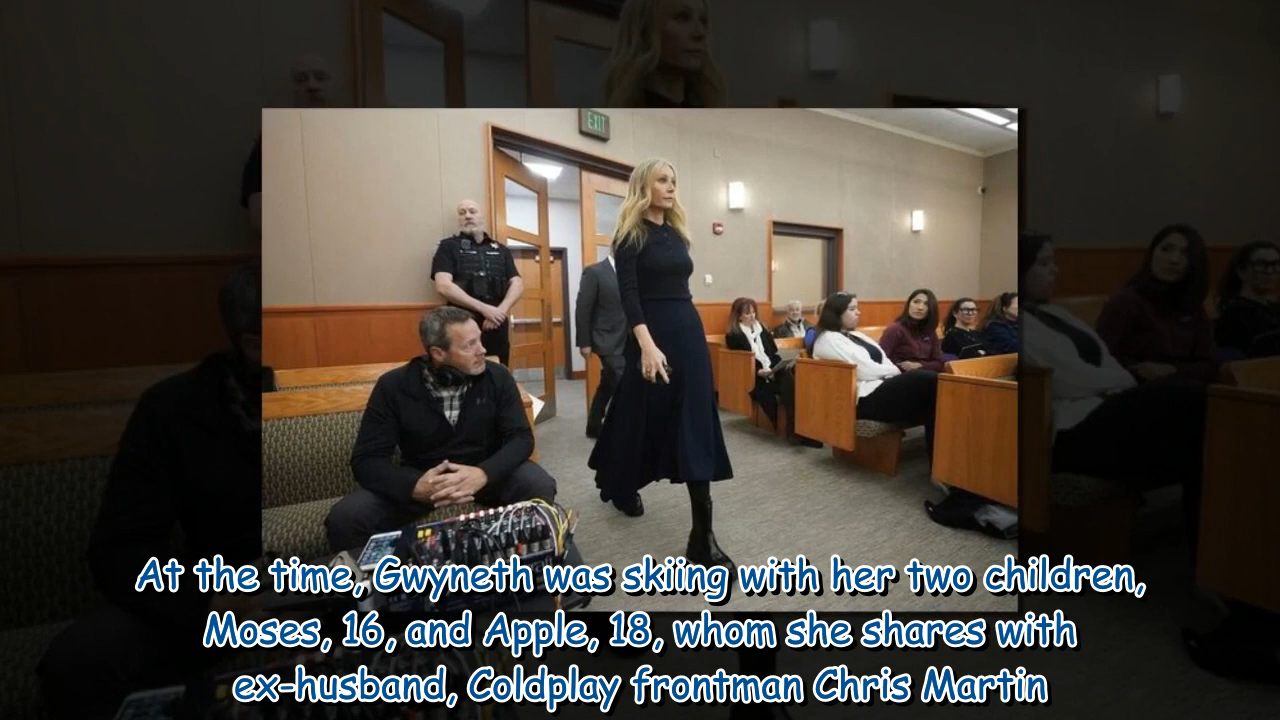 EXIT
At the time, Gwyneth was skiing with her two children,
Moses, 16, and Apple, 18, whom she shares with
ex-husband, Coldplay frontman Chris Martin